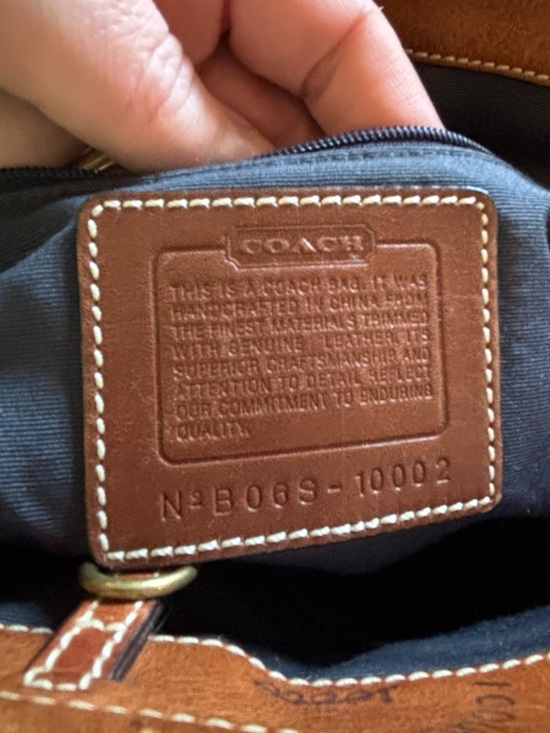 COACH
THIS IS A COACH BAG. IT WAS
HANDCRAFTED IN CHINA FROM
THE FINEST MATERIALS TRIMMED
WITH GENUINE LEATHER. ITS
SUPERIOR CRAFTSMANSHIP AND
ATTENTION TO DETAIL REFLECT
OUR COMMITMENT TO ENDURING
QUALITY.
Nº B06S-10002